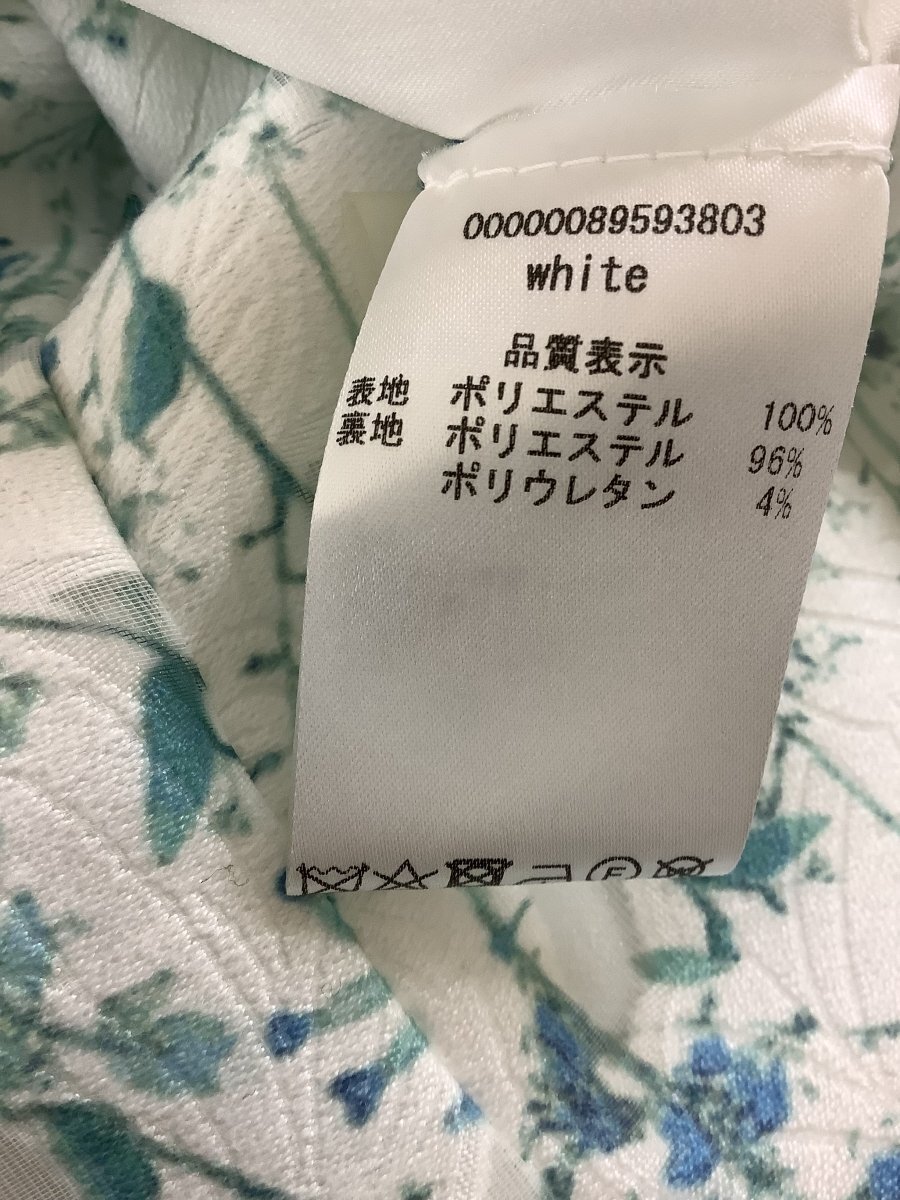 00000089593803
white
品質表示
表地 ポリエステル 100%
裏地 ポリエステル 96%
ポリウレタン 4%